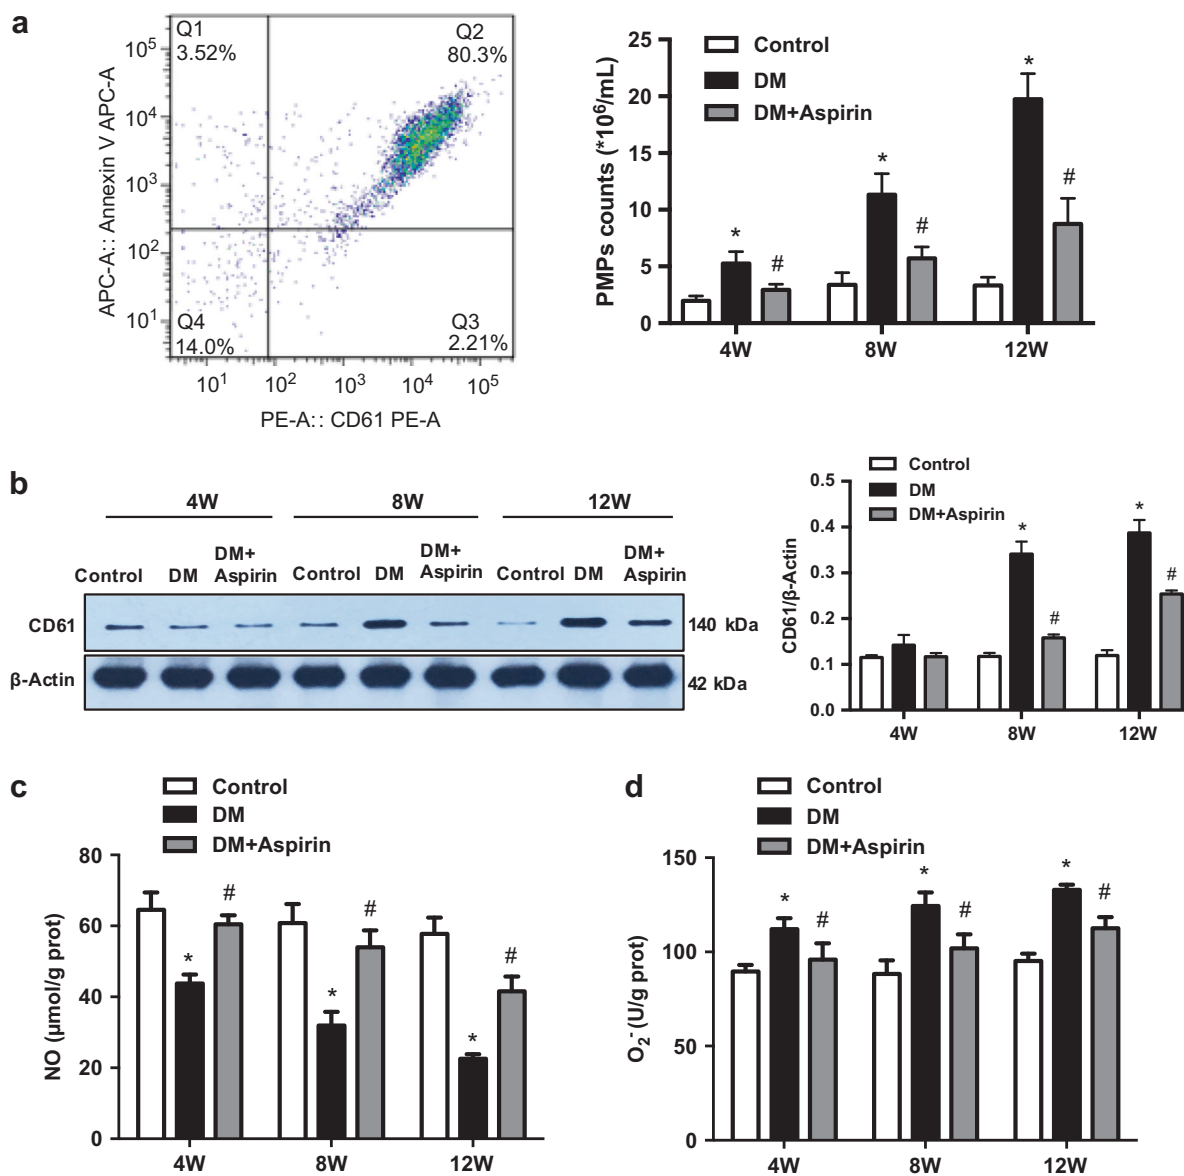 a
Q1
3.52%
Q2
80.3%
Q4
14.0%
Q3
2.21%
10⁵
10⁴
10³
10²
10¹
APC-A:: Annexin V APC-A
10¹ 10² 10³ 10⁴ 10⁵
PE-A:: CD61 PE-A
Control
DM
DM+Aspirin
25
20
15
10
5
0
PMPs counts (*10⁶/mL)
* # * # * #
4W 8W 12W
b
4W 8W 12W
Control DM DM+ Aspirin Control DM DM+ Aspirin Control DM DM+ Aspirin
CD61 140 kDa
β-Actin 42 kDa
Control
DM
DM+Aspirin
0.5
0.4
0.3
0.2
0.1
0.0
CD61/β-Actin
* # * #
4W 8W 12W
c
Control
DM
DM+Aspirin
80
60
40
20
0
NO (µmol/g prot)
* # * # * #
4W 8W 12W
d
Control
DM
DM+Aspirin
150
100
50
0
O₂⁻ (U/g prot)
* # * # * #
4W 8W 12W